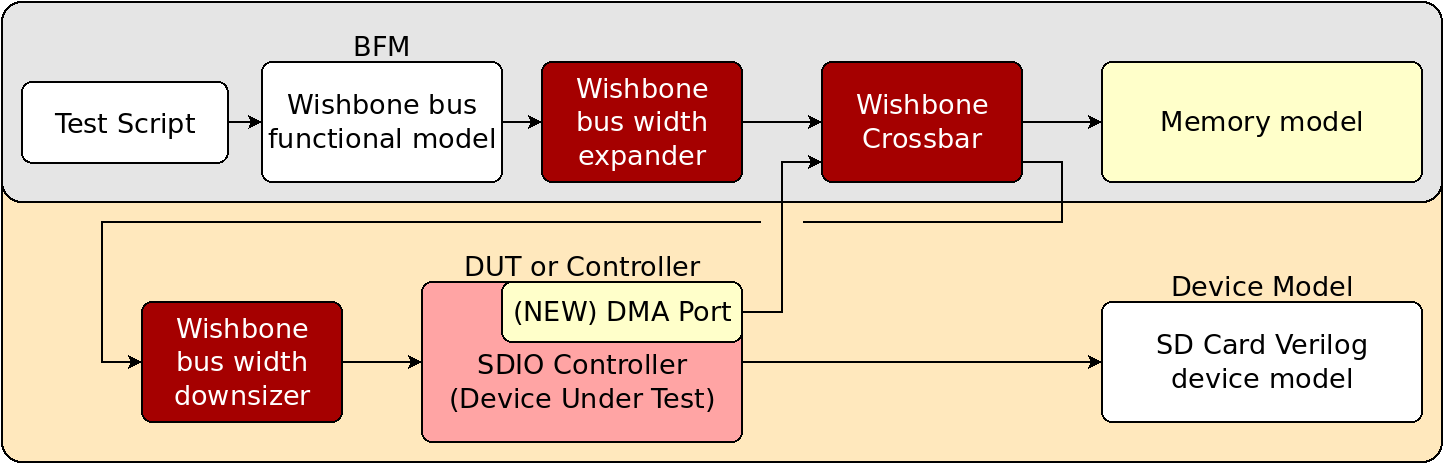 BFM
Test Script
Wishbone bus
functional model
Wishbone
bus width
expander
Wishbone
Crossbar
Memory model
DUT or Controller
Device Model
Wishbone
bus width
downsizer
(NEW) DMA Port
SDIO Controller
(Device Under Test)
SD Card Verilog
device model